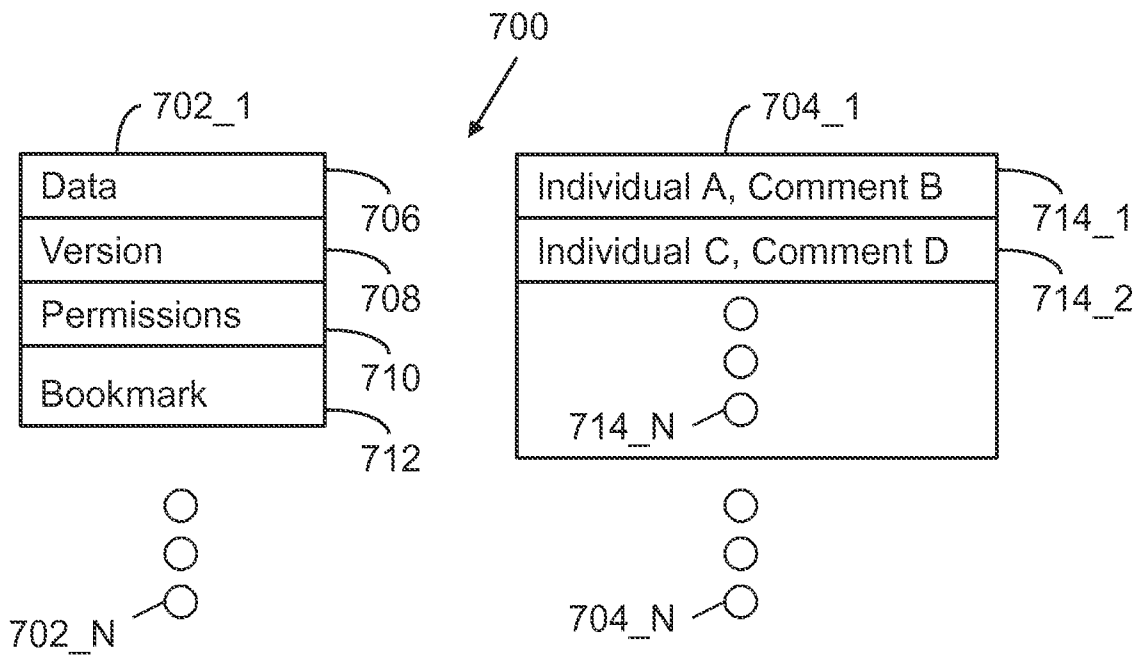 700
702_1
704_1
Data
Individual A, Comment B
706
714_1
Version
Individual C, Comment D
708
714_2
Permissions
710
Bookmark
714_N
712
702_N
704_N